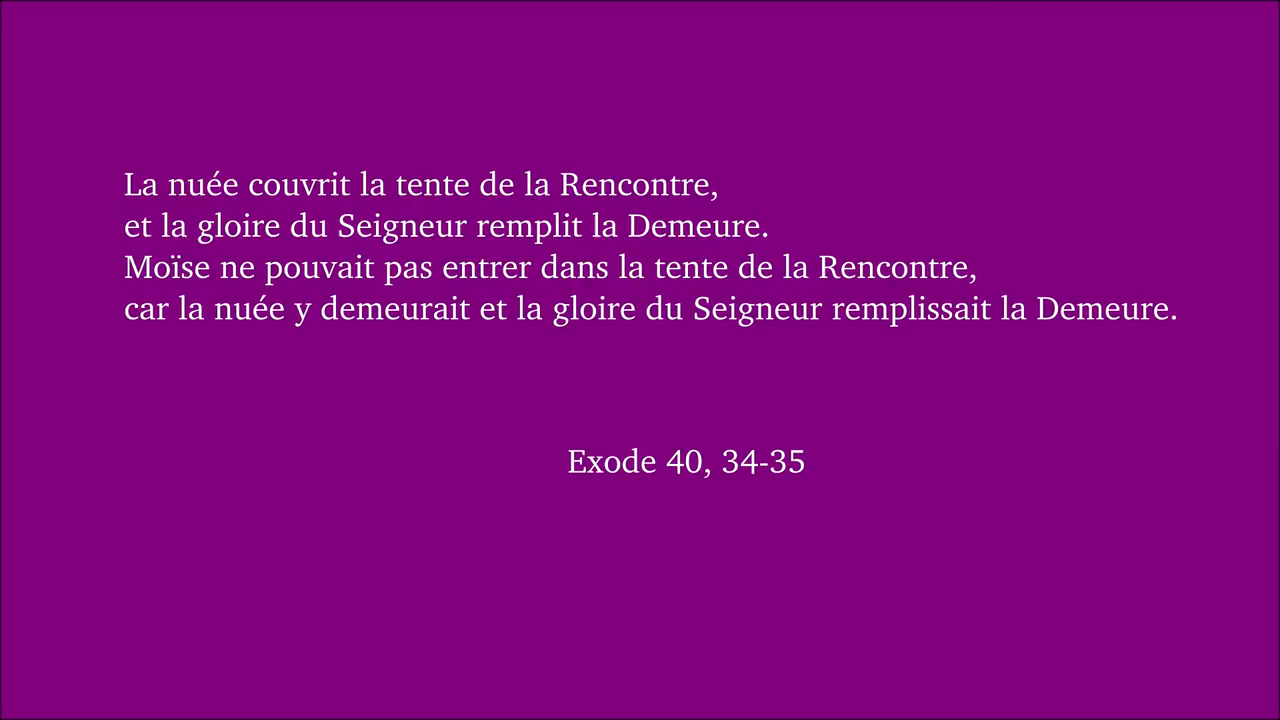 La nuée couvrit la tente de la Rencontre,
et la gloire du Seigneur remplit la Demeure.
Moïse ne pouvait pas entrer dans la tente de la Rencontre,
car la nuée y demeurait et la gloire du Seigneur remplissait la Demeure.
Exode 40, 34-35